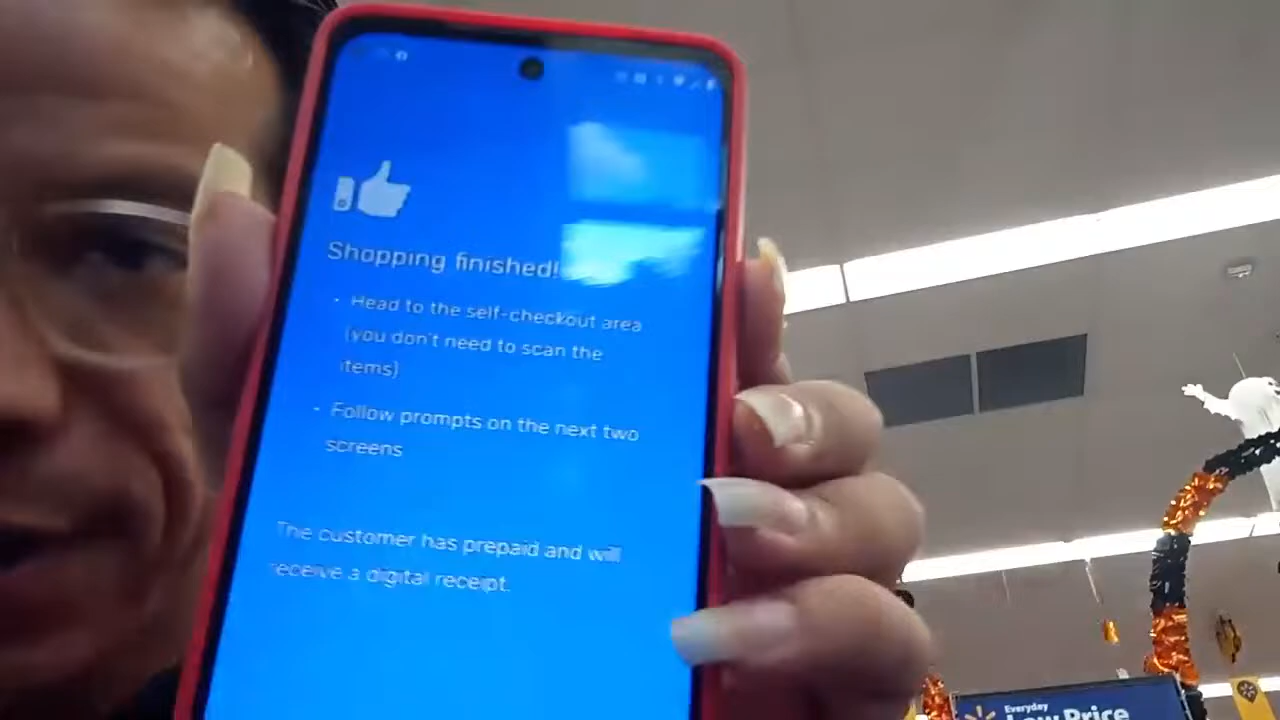 Shopping finished!
· Head to the self-checkout area
(you don't need to scan the
items)
· Follow prompts on the next two
screens
The customer has prepaid and will
receive a digital receipt.
Everyday
Low Price